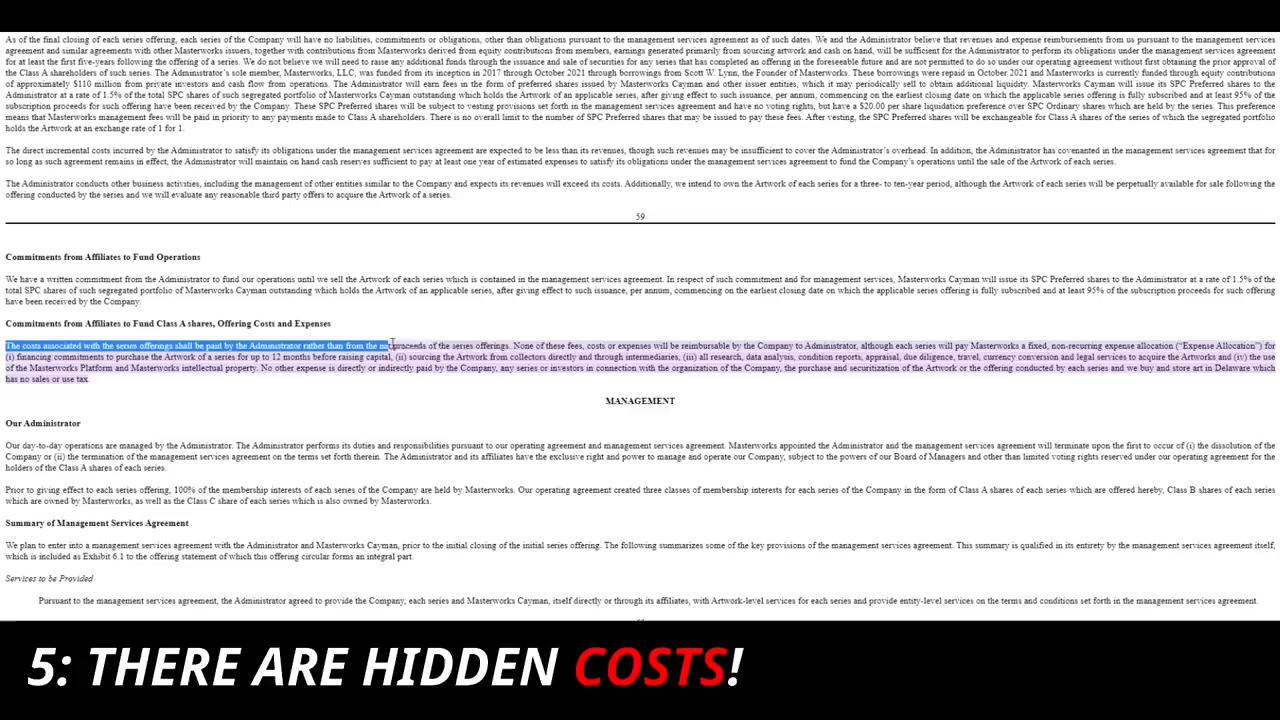 As of the final closing of each series offering, each series of the Company will have no liabilities, commitments or obligations, other than obligations pursuant to the management services agreement as of such dates. We and the Administrator believe that revenues and expense reimbursements from us pursuant to the management services
agreement and similar agreements with other Masterworks issuers, together with contributions from Masterworks derived from equity contributions from members, earnings generated primarily from sourcing artwork and cash on hand, will be sufficient for the Administrator to perform its obligations under the management services agreement
for at least the first five-years following the offering of a series. We do not believe we will need to raise any additional funds through the issuance and sale of securities for any series that has completed an offering in the foreseeable future and are not permitted to do so under our operating agreement without first obtaining the prior approval of
the Class A shareholders of such series. The Administrator's sole member, Masterworks, LLC, was funded from its inception in 2017 through October 2021 through borrowings from Scott W. Lynn, the Founder of Masterworks. These borrowings were repaid in October 2021 and Masterworks is currently funded through equity contributions
of approximately $110 million from private investors and cash flow from operations. The Administrator will earn fees in the form of preferred shares issued by Masterworks Cayman and other issuer entities, which it may periodically sell to obtain additional liquidity. Masterworks Cayman will issue its SPC Preferred shares to the
Administrator at a rate of 1.5% of the total SPC shares of such segregated portfolio of Masterworks Cayman outstanding which holds the Artwork of an applicable series, after giving effect to such issuance, per annum, commencing on the earliest closing date on which the applicable series offering is fully subscribed and at least 95% of the
subscription proceeds for such offering have been received by the Company. These SPC Preferred shares will be subject to vesting provisions set forth in the management services agreement and have no voting rights, but have a $20.00 per share liquidation preference over SPC Ordinary shares which are held by the series. This preference
means that Masterworks management fees will be paid in priority to any payments made to Class A shareholders. There is no overall limit to the number of SPC Preferred shares that may be issued to pay these fees. After vesting, the SPC Preferred shares will be exchangeable for Class A shares of the series of which the segregated portfolio
holds the Artwork at an exchange rate of 1 for 1.
The direct incremental costs incurred by the Administrator to satisfy its obligations under the management services agreement are expected to be less than its revenues, though such revenues may be insufficient to cover the Administrator's overhead. In addition, the Administrator has covenanted in the management services agreement that for
so long as such agreement remains in effect, the Administrator will maintain on hand cash reserves sufficient to pay at least one year of estimated expenses to satisfy its obligations under the management services agreement to fund the Company's operations until the sale of the Artwork of each series.
The Administrator conducts other business activities, including the management of other entities similar to the Company and expects its revenues will exceed its costs. Additionally, we intend to own the Artwork of each series for a three- to ten-year period, although the Artwork of each series will be perpetually available for sale following the
offering conducted by the series and we will evaluate any reasonable third party offers to acquire the Artwork of a series.
59
Commitments from Affiliates to Fund Operations
We have a written commitment from the Administrator to fund our operations until we sell the Artwork of each series which is contained in the management services agreement. In respect of such commitment and for management services, Masterworks Cayman will issue its SPC Preferred shares to the Administrator at a rate of 1.5% of the
total SPC shares of such segregated portfolio of Masterworks Cayman outstanding which holds the Artwork of an applicable series, after giving effect to such issuance, per annum, commencing on the earliest closing date on which the applicable series offering is fully subscribed and at least 95% of the subscription proceeds for such offering
have been received by the Company.
Commitments from Affiliates to Fund Class A shares, Offering Costs and Expenses
The costs associated with the series offerings shall be paid by the Administrator rather than from the proceeds of the series offerings. None of these fees, costs or expenses will be reimbursable by the Company to Administrator, although each series will pay Masterworks a fixed, non-recurring expense allocation ("Expense Allocation") for
(i) financing commitments to purchase the Artwork of a series for up to 12 months before raising capital, (ii) sourcing the Artwork from collectors directly and through intermediaries, (iii) all research, data analysis, condition reports, appraisal, due diligence, travel, currency conversion and legal services to acquire the Artworks and (iv) the use
of the Masterworks Platform and Masterworks intellectual property. No other expense is directly or indirectly paid by the Company, any series or investors in connection with the organization of the Company, the purchase and securitization of the Artwork or the offering conducted by each series and we buy and store art in Delaware which
has no sales or use tax.
MANAGEMENT
Our Administrator
Our day-to-day operations are managed by the Administrator. The Administrator performs its duties and responsibilities pursuant to our operating agreement and management services agreement. Masterworks appointed the Administrator and the management services agreement will terminate upon the first to occur of (i) the dissolution of the
Company or (ii) the termination of the management services agreement on the terms set forth therein. The Administrator and its affiliates have the exclusive right and power to manage and operate our Company, subject to the powers of our Board of Managers and other than limited voting rights reserved under our operating agreement for the
holders of the Class A shares of each series.
Prior to giving effect to each series offering, 100% of the membership interests of each series of the Company are held by Masterworks. Our operating agreement created three classes of membership interests for each series of the Company in the form of Class A shares of each series which are offered hereby, Class B shares of each series
which are owned by Masterworks, as well as the Class C share of each series which is also owned by Masterworks.
Summary of Management Services Agreement
We plan to enter into a management services agreement with the Administrator and Masterworks Cayman, prior to the initial closing of the initial series offering. The following summarizes some of the key provisions of the management services agreement. This summary is qualified in its entirety by the management services agreement itself,
which is included as Exhibit 6.1 to the offering statement of which this offering circular forms an integral part.
Services to be Provided
Pursuant to the management services agreement, the Administrator agreed to provide the Company, each series and Masterworks Cayman, itself directly or through its affiliates, with Artwork-level services for each series and provide entity-level services on the terms and conditions set forth in the management services agreement.
5: THERE ARE HIDDEN COSTS!